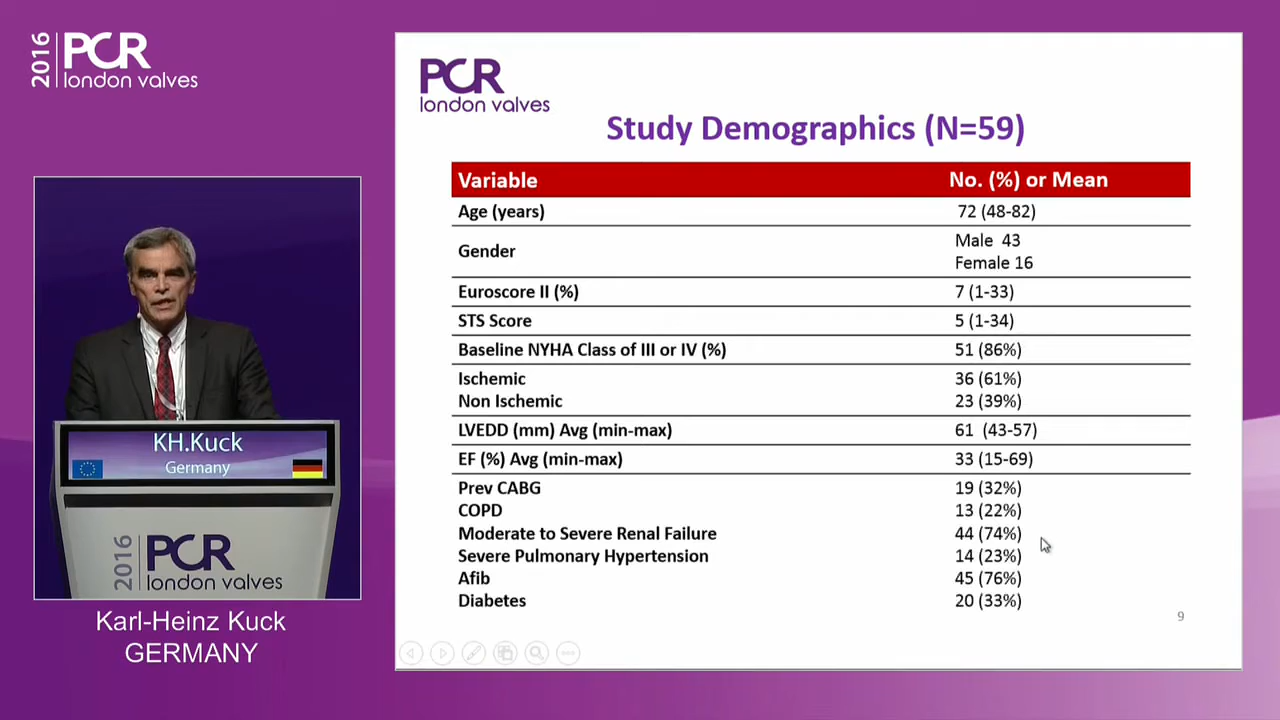 2016 PCR
london valves
KH.Kuck
Germany
2016 PCR
london valves
Karl-Heinz Kuck
GERMANY
PCR
london valves
Study Demographics (N=59)
Variable No. (%) or Mean
Age (years) 72 (48-82)
Gender Male 43
Female 16
Euroscore II (%) 7 (1-33)
STS Score 5 (1-34)
Baseline NYHA Class of III or IV (%) 51 (86%)
Ischemic 36 (61%)
Non Ischemic 23 (39%)
LVEDD (mm) Avg (min-max) 61 (43-57)
EF (%) Avg (min-max) 33 (15-69)
Prev CABG 19 (32%)
COPD 13 (22%)
Moderate to Severe Renal Failure 44 (74%)
Severe Pulmonary Hypertension 14 (23%)
Afib 45 (76%)
Diabetes 20 (33%)
9